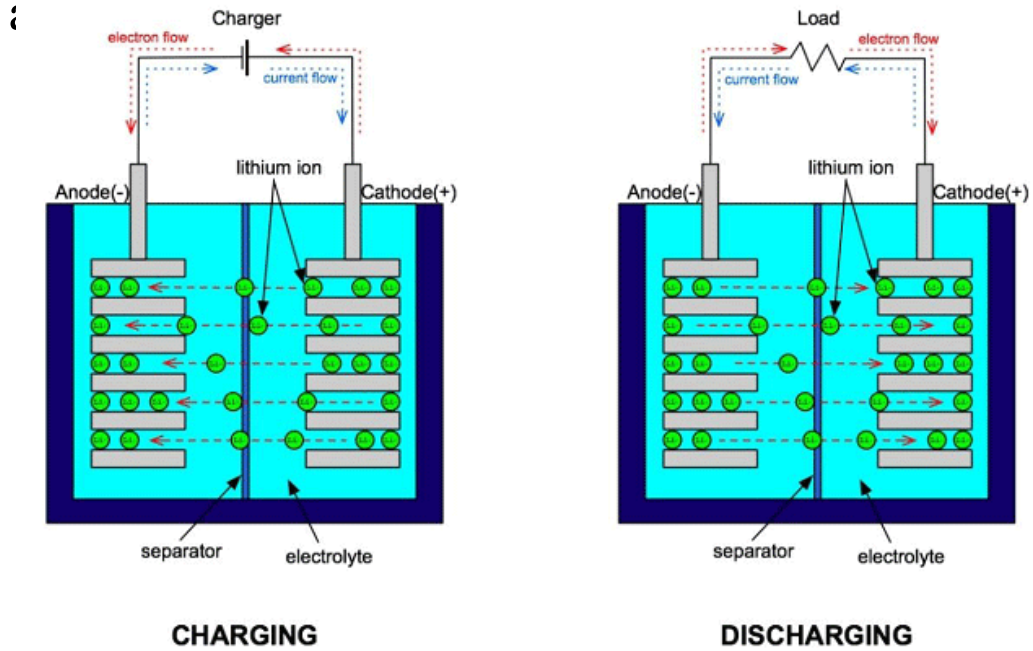 a
Charger
electron flow
current flow
lithium ion
Anode(-)
Cathode(+)
separator
electrolyte
CHARGING
Load
electron flow
current flow
lithium ion
Anode(-)
Cathode(+)
separator
electrolyte
DISCHARGING